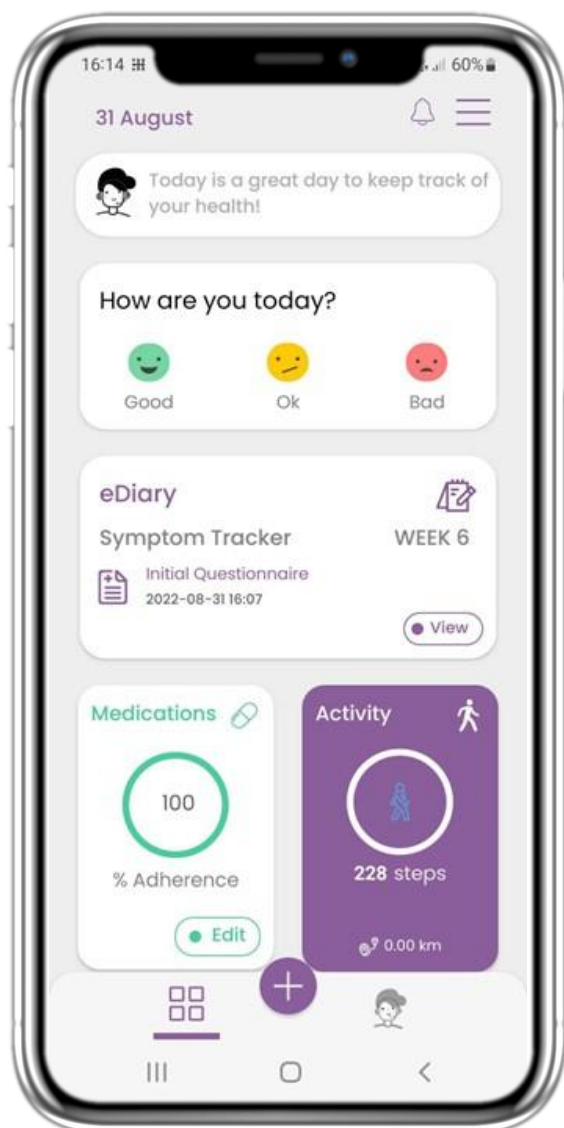 16:14
60%
31 August
Today is a great day to keep track of
your health!
How are you today?
Good Ok Bad
eDiary
Symptom Tracker WEEK 6
Initial Questionnaire
2022-08-31 16:07
View
Medications
100
% Adherence
Edit
Activity
228 steps
0.00 km